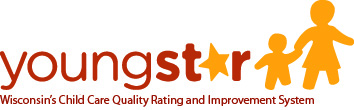 youngstar
Wisconsin's Child Care Quality Rating and Improvement System